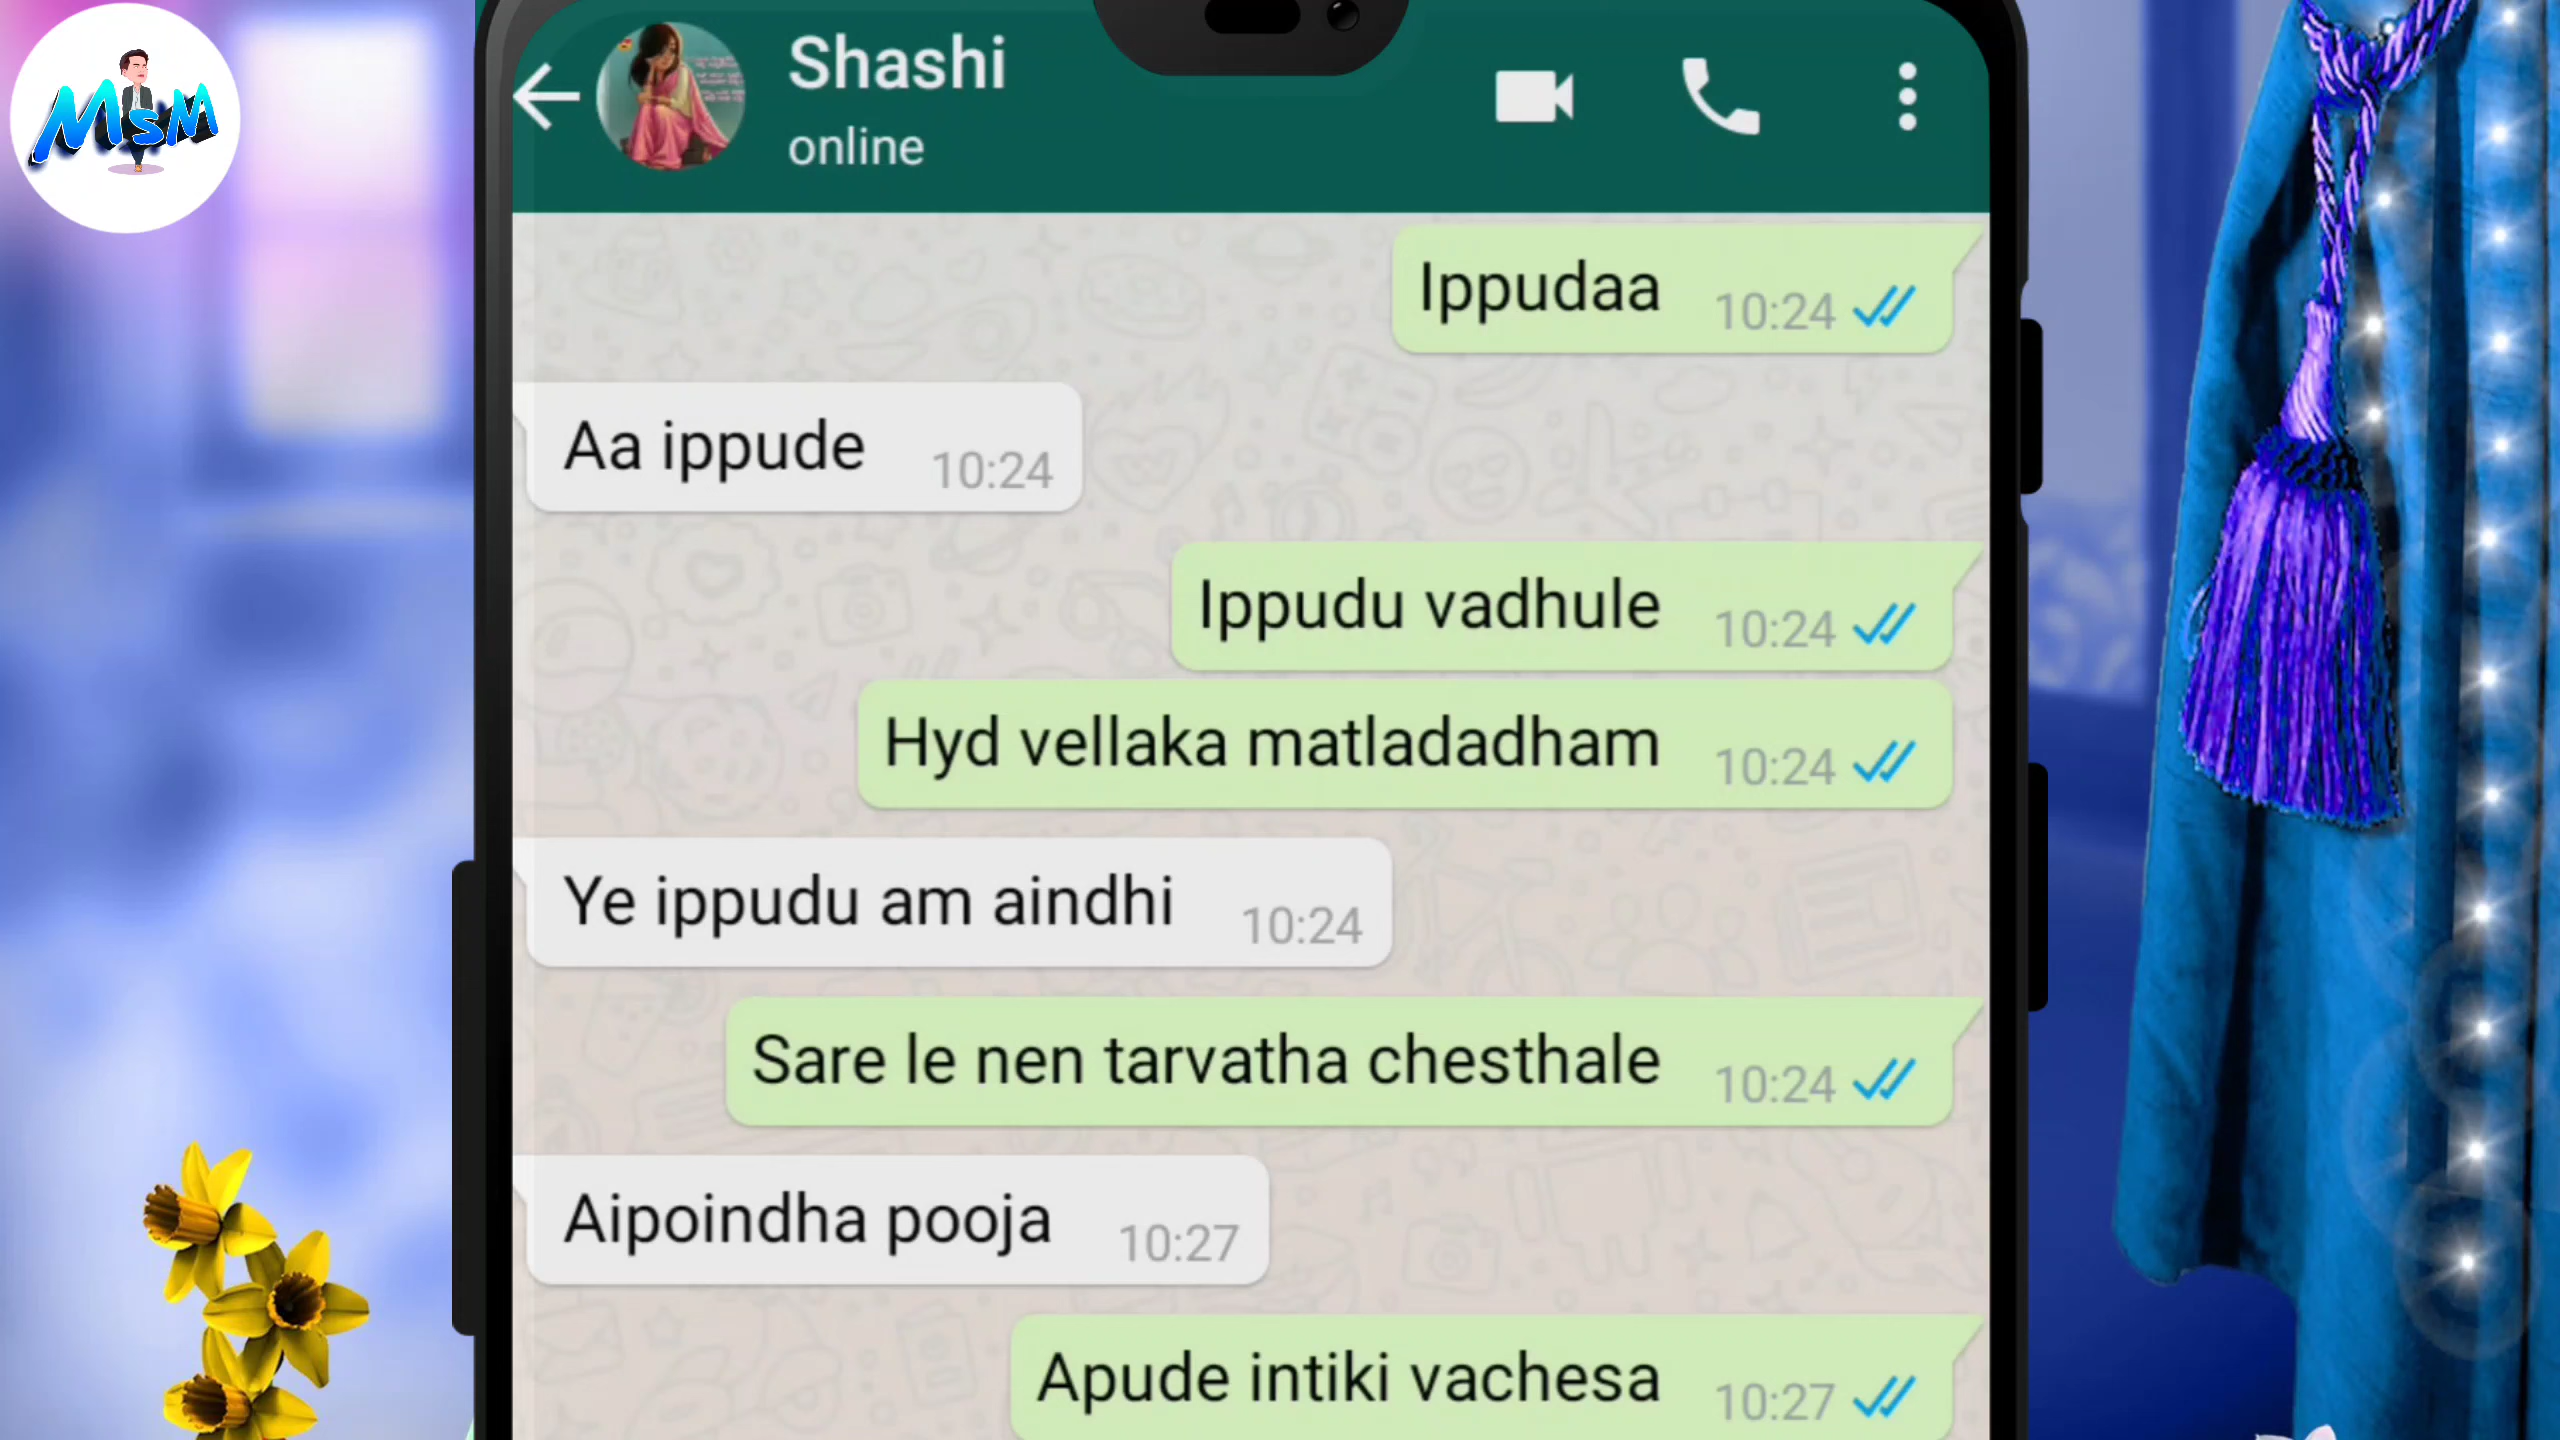 MsM
Shashi
online
Ippudaa 10:24
Aa ippude 10:24
Ippudu vadhule 10:24
Hyd vellaka matladadham 10:24
Ye ippudu am aindhi 10:24
Sare le nen tarvatha chesthale 10:24
Aipoindha pooja 10:27
Apude intiki vachesa 10:27